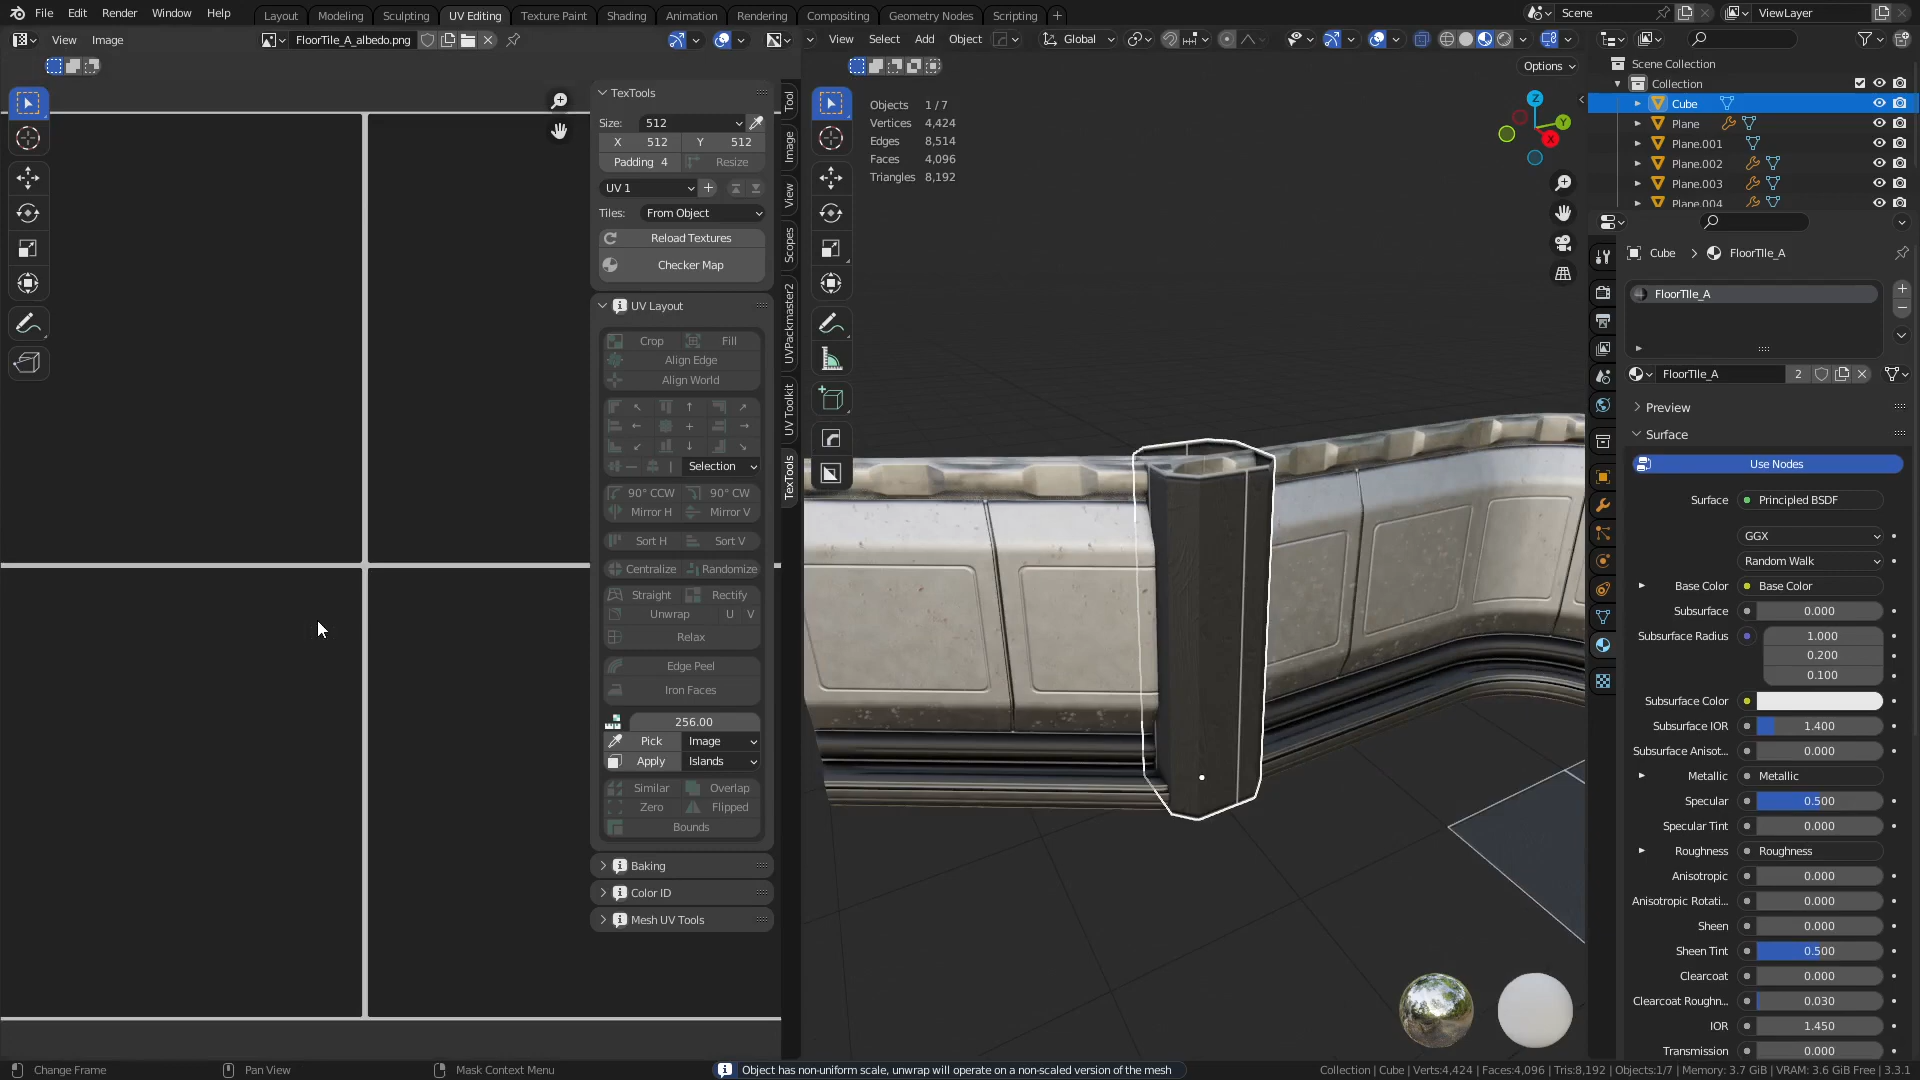 File Edit Render Window Help Layout Modeling Sculpting UV Editing Texture Paint Shading Animation Rendering Compositing Geometry Nodes Scripting + Scene ViewLayer
View Image FloorTile_A_albedo.png View Select Add Object Global
Options
TexTools
Size: 512
X 512 Y 512
Padding 4 Resize
UV 1
Tiles: From Object
Reload Textures
Checker Map
UV Layout
Crop Fill
Align Edge
Align World
Selection
90° CCW 90° CW
Mirror H Mirror V
Sort H Sort V
Centralize Randomize
Straight Rectify
Unwrap U V
Relax
Edge Peel
Iron Faces
256.00
Pick Image
Apply Islands
Similar Overlap
Zero Flipped
Bounds
Baking
Color ID
Mesh UV Tools
Tool
Image
View
Scopes
UVPackmaster2
UV Toolkit
TexTools
Objects 1 / 7
Vertices 4,424
Edges 8,514
Faces 4,096
Triangles 8,192
Z
Y
X
Scene Collection
Collection
Cube
Plane
Plane.001
Plane.002
Plane.003
Plane.004
Cube FloorTIle_A
FloorTIle_A
FloorTIle_A 2
Preview
Surface
Use Nodes
Surface Principled BSDF
GGX
Random Walk
Base Color Base Color
Subsurface 0.000
Subsurface Radius 1.000
0.200
0.100
Subsurface Color
Subsurface IOR 1.400
Subsurface Anisot... 0.000
Metallic Metallic
Specular 0.500
Specular Tint 0.000
Roughness Roughness
Anisotropic 0.000
Anisotropic Rotati... 0.000
Sheen 0.000
Sheen Tint 0.500
Clearcoat 0.000
Clearcoat Roughn... 0.030
IOR 1.450
Transmission 0.000
Change Frame Pan View Mask Context Menu Object has non-uniform scale, unwrap will operate on a non-scaled version of the mesh Collection | Cube | Verts:4,424 | Faces:4,096 | Tris:8,192 | Objects:1/7 | Memory: 3.7 GiB | VRAM: 3.6 GiB Free | 3.3.1